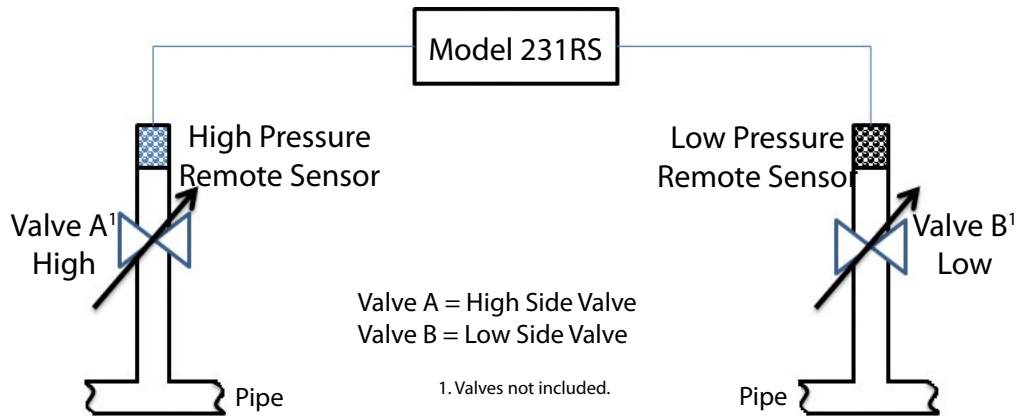 Model 231RS
High Pressure
Remote Sensor
Low Pressure
Remote Sensor
Valve A¹
High
Valve B¹
Low
Valve A = High Side Valve
Valve B = Low Side Valve
1. Valves not included.
Pipe
Pipe